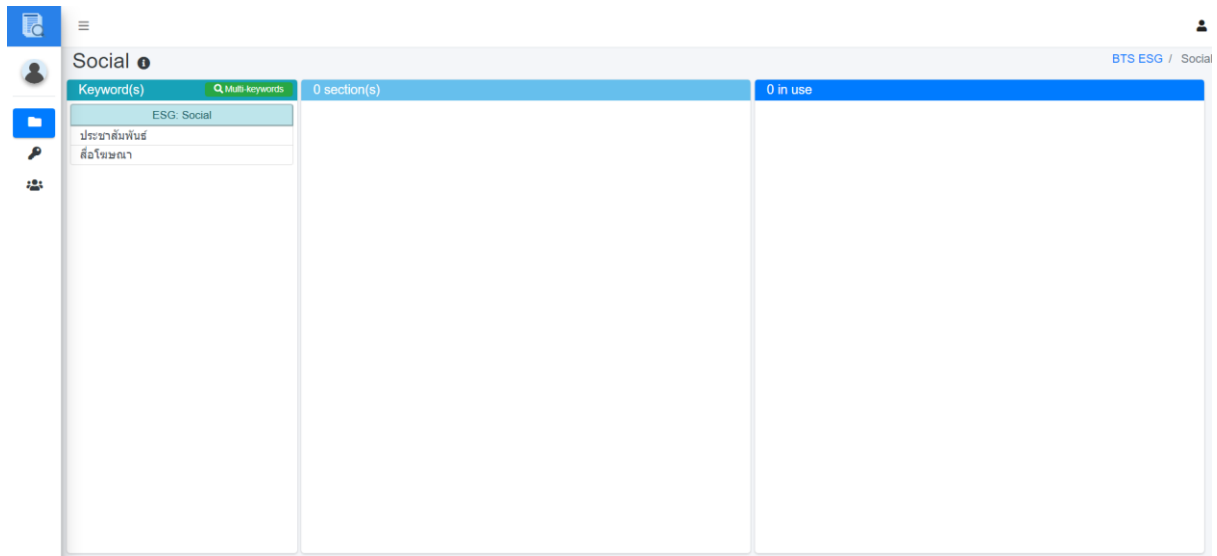 Social
BTS ESG / Social
Keyword(s)
Multi-keywords
0 section(s)
0 in use
ESG: Social
ประชาสัมพันธ์
สื่อโฆษณา